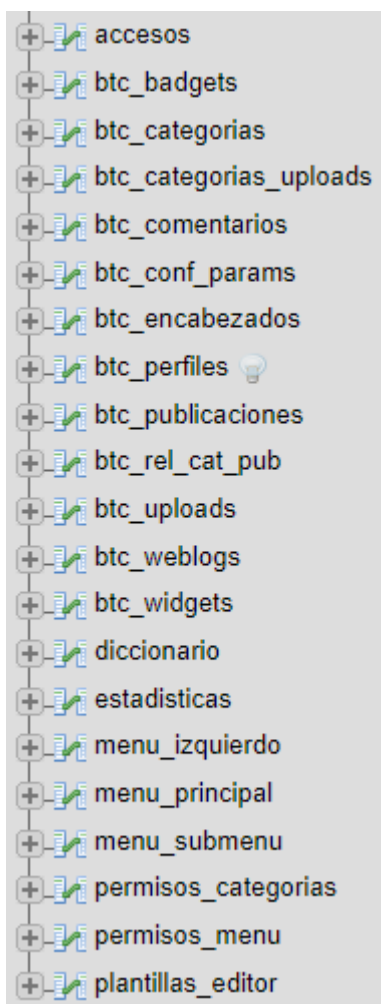 accesos
btc_badgets
btc_categorias
btc_categorias_uploads
btc_comentarios
btc_conf_params
btc_encabezados
btc_perfiles
btc_publicaciones
btc_rel_cat_pub
btc_uploads
btc_weblogs
btc_widgets
diccionario
estadisticas
menu_izquierdo
menu_principal
menu_submenu
permisos_categorias
permisos_menu
plantillas_editor